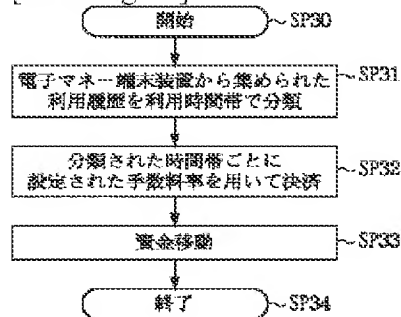 開始
SP30
電子マネー端末装置から集められた
SP31
利用履歴を利用時間帯で分類
分類された時間帯ごとに
設定された手数料率を用いて決済
SP32
資金移動
SP33
終了
SP34